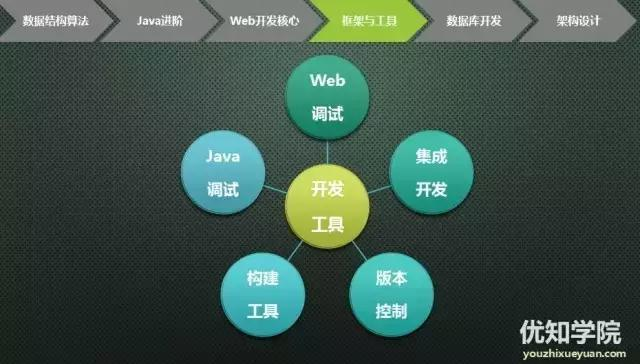 数据结构算法
Java进阶
Web开发核心
框架与工具
数据库开发
架构设计
Web
调试
Java
调试
集成
开发
开发
工具
构建
工具
版本
控制
优知学院
youzhixueyuan.com